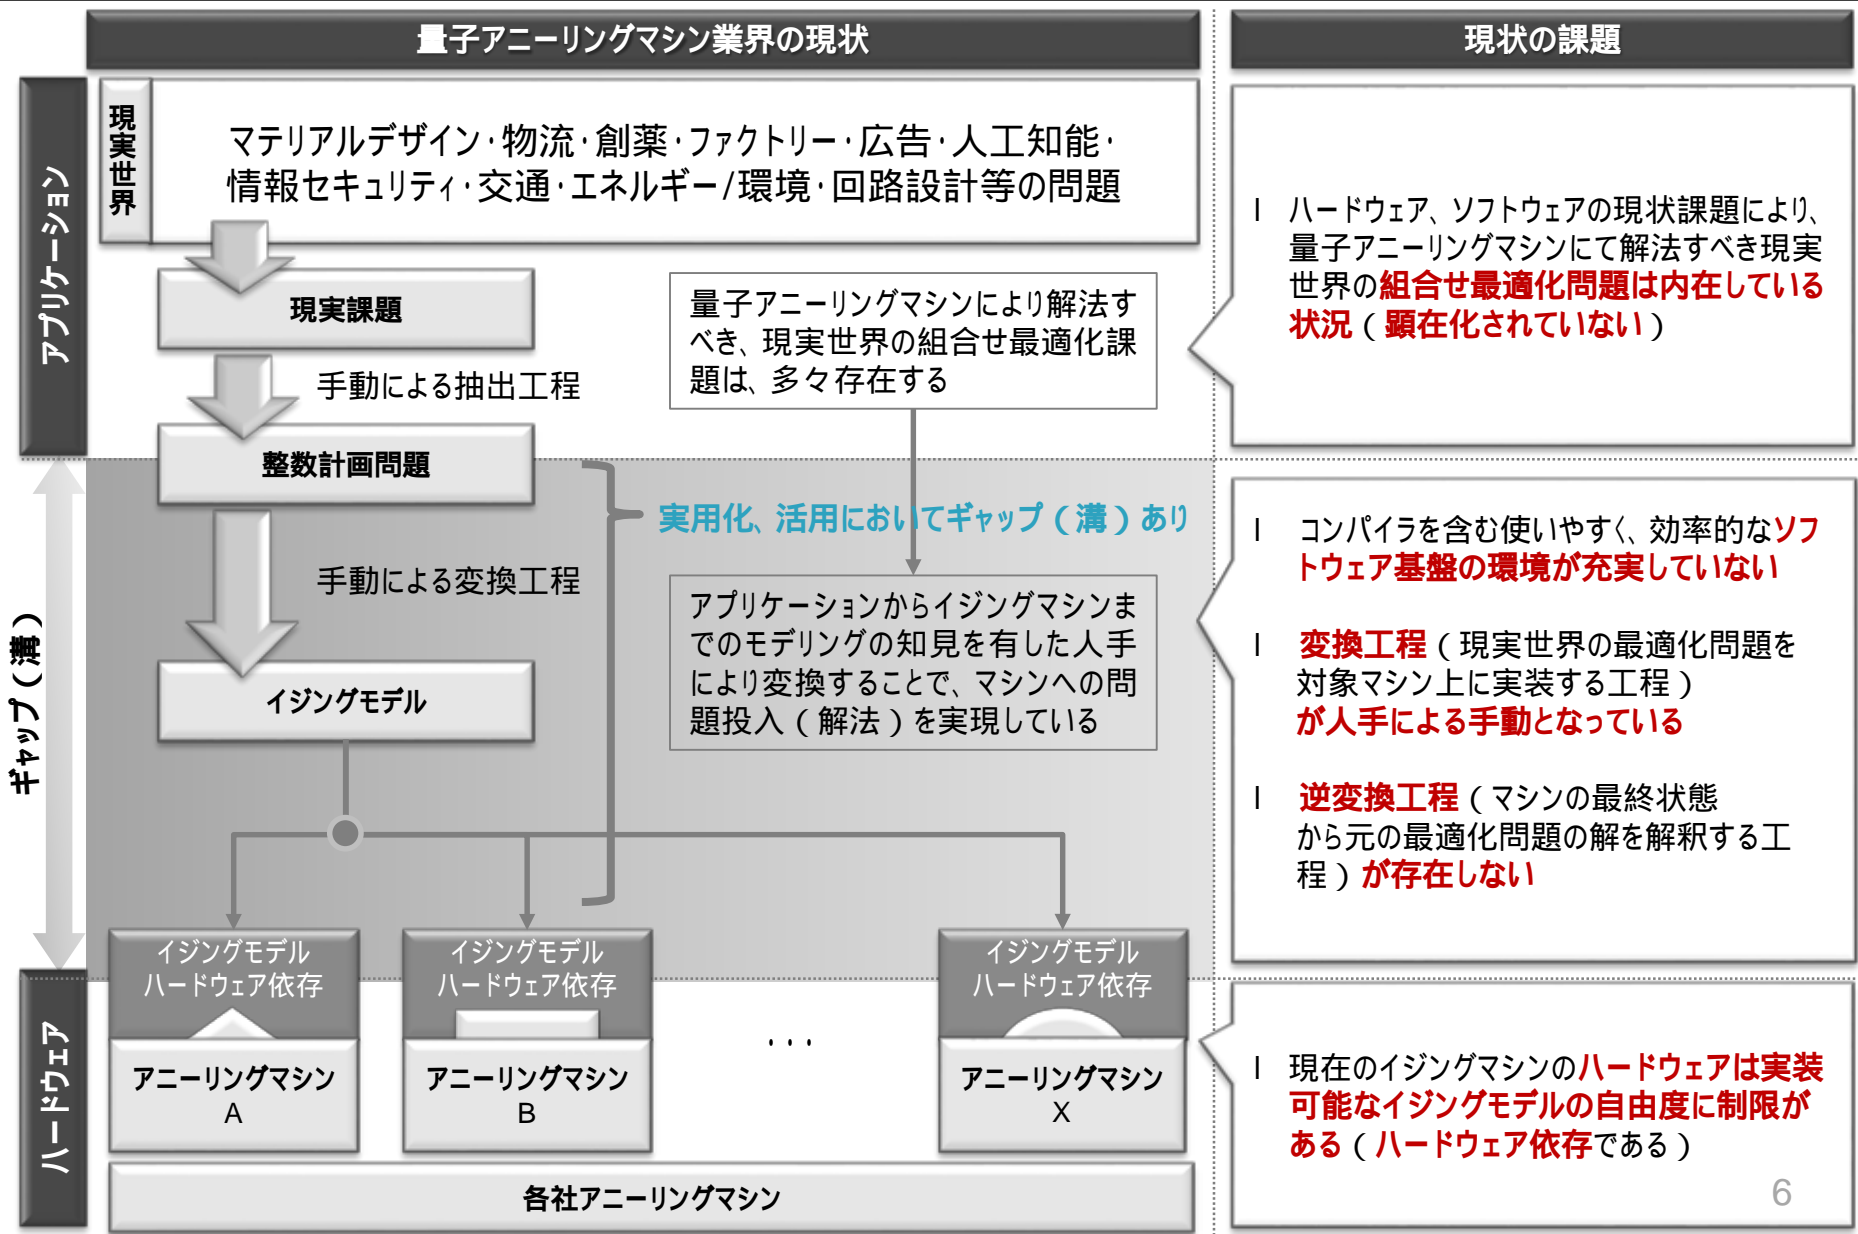 量子アニーリングマシン業界の現状
現状の課題
アプリケーション
現実世界
マテリアルデザイン・物流・創薬・ファクトリー・広告・人工知能・
情報セキュリティ・交通・エネルギー/環境・回路設計等の問題
現実課題
手動による抽出工程
整数計画問題
手動による変換工程
イジングモデル
量子アニーリングマシンにより解法す
べき、現実世界の組合せ最適化課
題は、多々存在する
実用化、活用においてギャップ(溝)あり
アプリケーションからイジングマシンま
でのモデリングの知見を有した人手
により変換することで、マシンへの問
題投入(解法)を実現している
ギャップ(溝)
ハードウェア
イジングモデル
ハードウェア依存
アニーリングマシン
A
イジングモデル
ハードウェア依存
アニーリングマシン
B
・・・
イジングモデル
ハードウェア依存
アニーリングマシン
X
各社アニーリングマシン
l ハードウェア、ソフトウェアの現状課題により、
量子アニーリングマシンにて解法すべき現実
世界の組合せ最適化問題は内在している
状況(顕在化されていない)
l コンパイラを含む使いやすく、効率的なソフ
トウェア基盤の環境が充実していない
l 変換工程(現実世界の最適化問題を
対象マシン上に実装する工程)
が人手による手動となっている
l 逆変換工程(マシンの最終状態
から元の最適化問題の解を解釈する工
程)が存在しない
l 現在のイジングマシンのハードウェアは実装
可能なイジングモデルの自由度に制限が
ある(ハードウェア依存である)
6